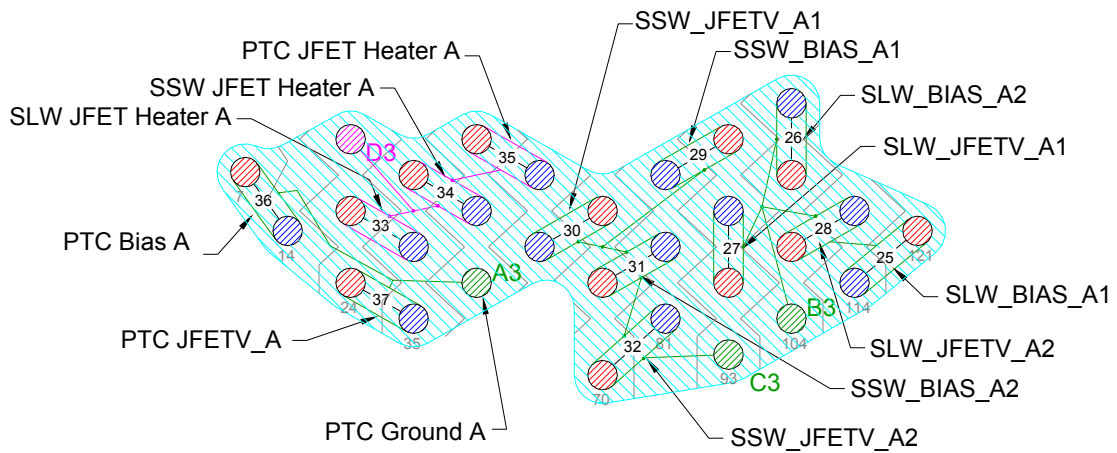 SSW_JFETV_A1
PTC JFET Heater A
SSW_BIAS_A1
SSW JFET Heater A
SLW_BIAS_A2
SLW JFET Heater A
SLW_JFETV_A1
D3
26
35
29
34
7
36
33
30
28
121
PTC Bias A
14
27
25
31
A3
SLW_BIAS_A1
24
37
B3
114
PTC JFETV_A
35
32
81
104
SLW_JFETV_A2
93
C3
SSW_BIAS_A2
70
PTC Ground A
SSW_JFETV_A2